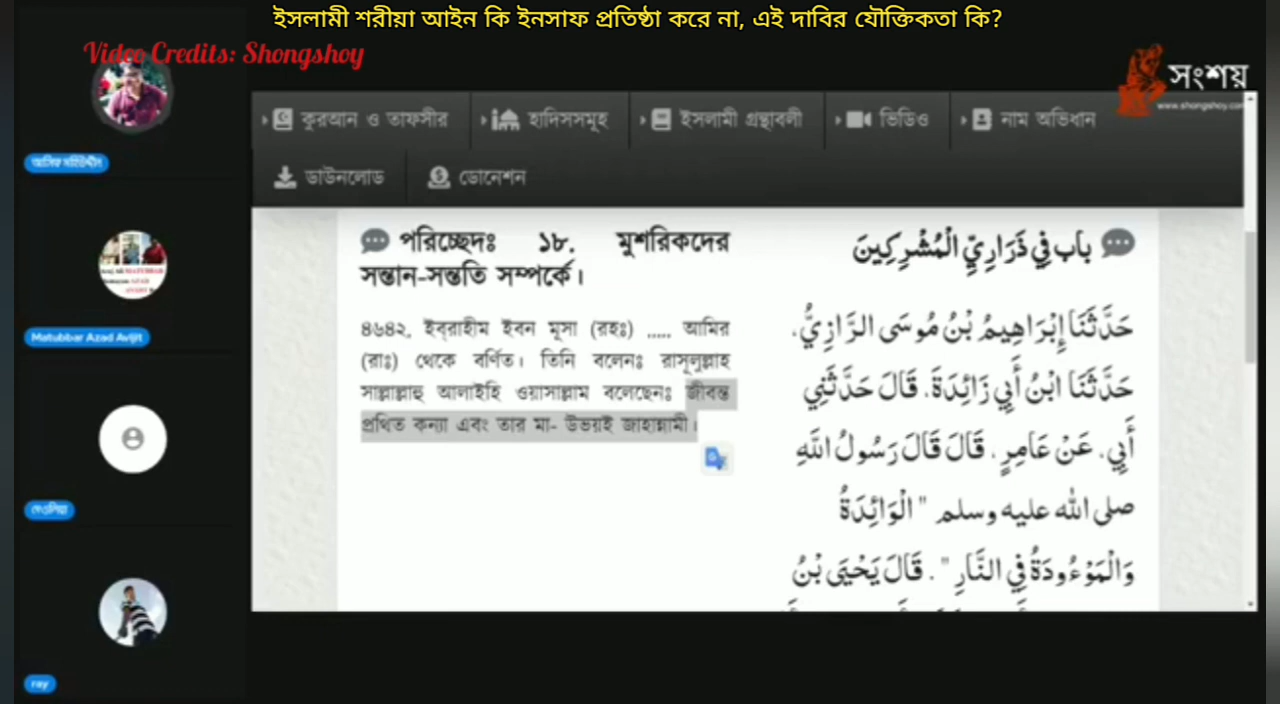 ইসলামী শরীয়া আইন কি ইনসাফ প্রতিষ্ঠা করে না, এই দাবির যৌক্তিকতা কি?
Video Credits: Shongshoy
সংশয়
www.shongshoy.com
কুরআন ও তাফসীর
হাদিসসমূহ
ইসলামী গ্রন্থাবলী
ভিডিও
নাম অভিধান
ডাউনলোড
ডোনেশন
পরিচ্ছেদঃ ১৮. মুশরিকদের
সন্তান-সন্ততি সম্পর্কে।
৪৬৪২. ইব্‌রাহীম ইবন মূসা (রহঃ) ..... আমির
(রাঃ) থেকে বর্ণিত। তিনি বলেনঃ রাসূলুল্লাহ
সাল্লাল্লাহু আলাইহি ওয়াসাল্লাম বলেছেনঃ জীবন্ত
প্রথিত কন্যা এবং তার মা- উভয়ই জাহান্নামী।
باب فِي ذَرَارِيِّ الْمُشْرِكِينَ
حَدَّثَنَا إِبْرَاهِيمُ بْنُ مُوسَى الرَّازِيُّ،
حَدَّثَنَا ابْنُ أَبِي زَائِدَةَ، قَالَ حَدَّثَنِي
أَبِي، عَنْ عَامِرٍ، قَالَ قَالَ رَسُولُ اللَّهِ
صلى الله عليه وسلم " الْوَائِدَةُ
وَالْمَوْءُودَةُ فِي النَّارِ " . قَالَ يَحْيَى بْنُ
Matubbar Azad Avijit
ray